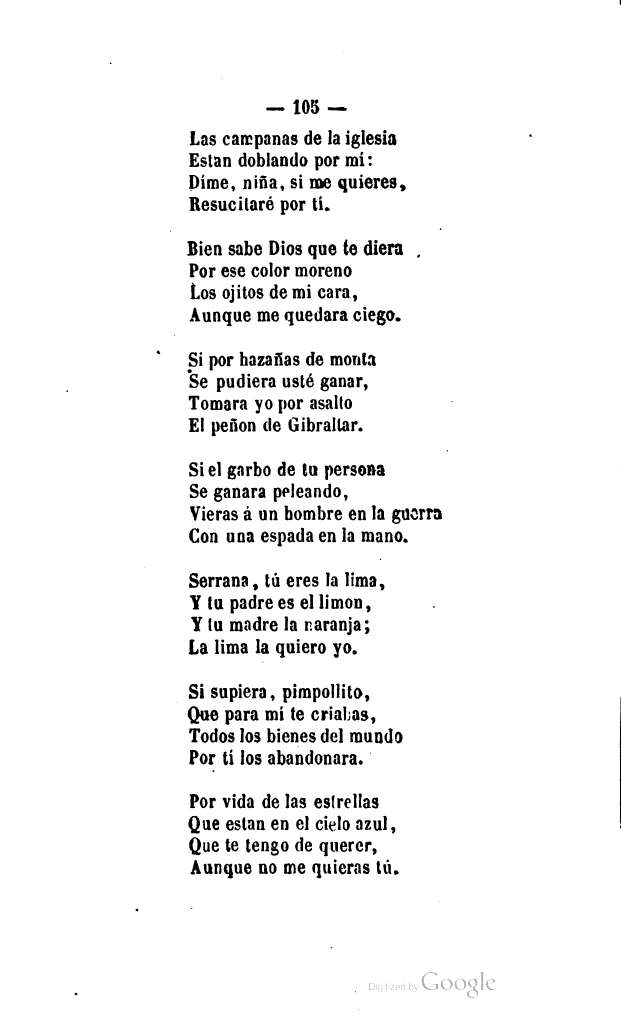 — 105 —
Las campanas de la iglesia
Estan doblando por mí:
Díme, niña, si me quieres,
Resucitaré por tí.
Bien sabe Dios que te diera
Por ese color moreno
Los ojitos de mi cara,
Aunque me quedara ciego.
Si por hazañas de monta
Se pudiera usté ganar,
Tomara yo por asalto
El peñon de Gibraltar.
Si el garbo de tu persona
Se ganara peleando,
Vieras á un hombre en la guerra
Con una espada en la mano.
Serrana, tú eres la lima,
Y tu padre es el limon,
Y tu madre la naranja;
La lima la quiero yo.
Si supiera, pimpollito,
Que para mí te criabas,
Todos los bienes del mundo
Por tí los abandonara.
Por vida de las estrellas
Que estan en el cielo azul,
Que te tengo de querer,
Aunque no me quieras tú.
Digitized by Google